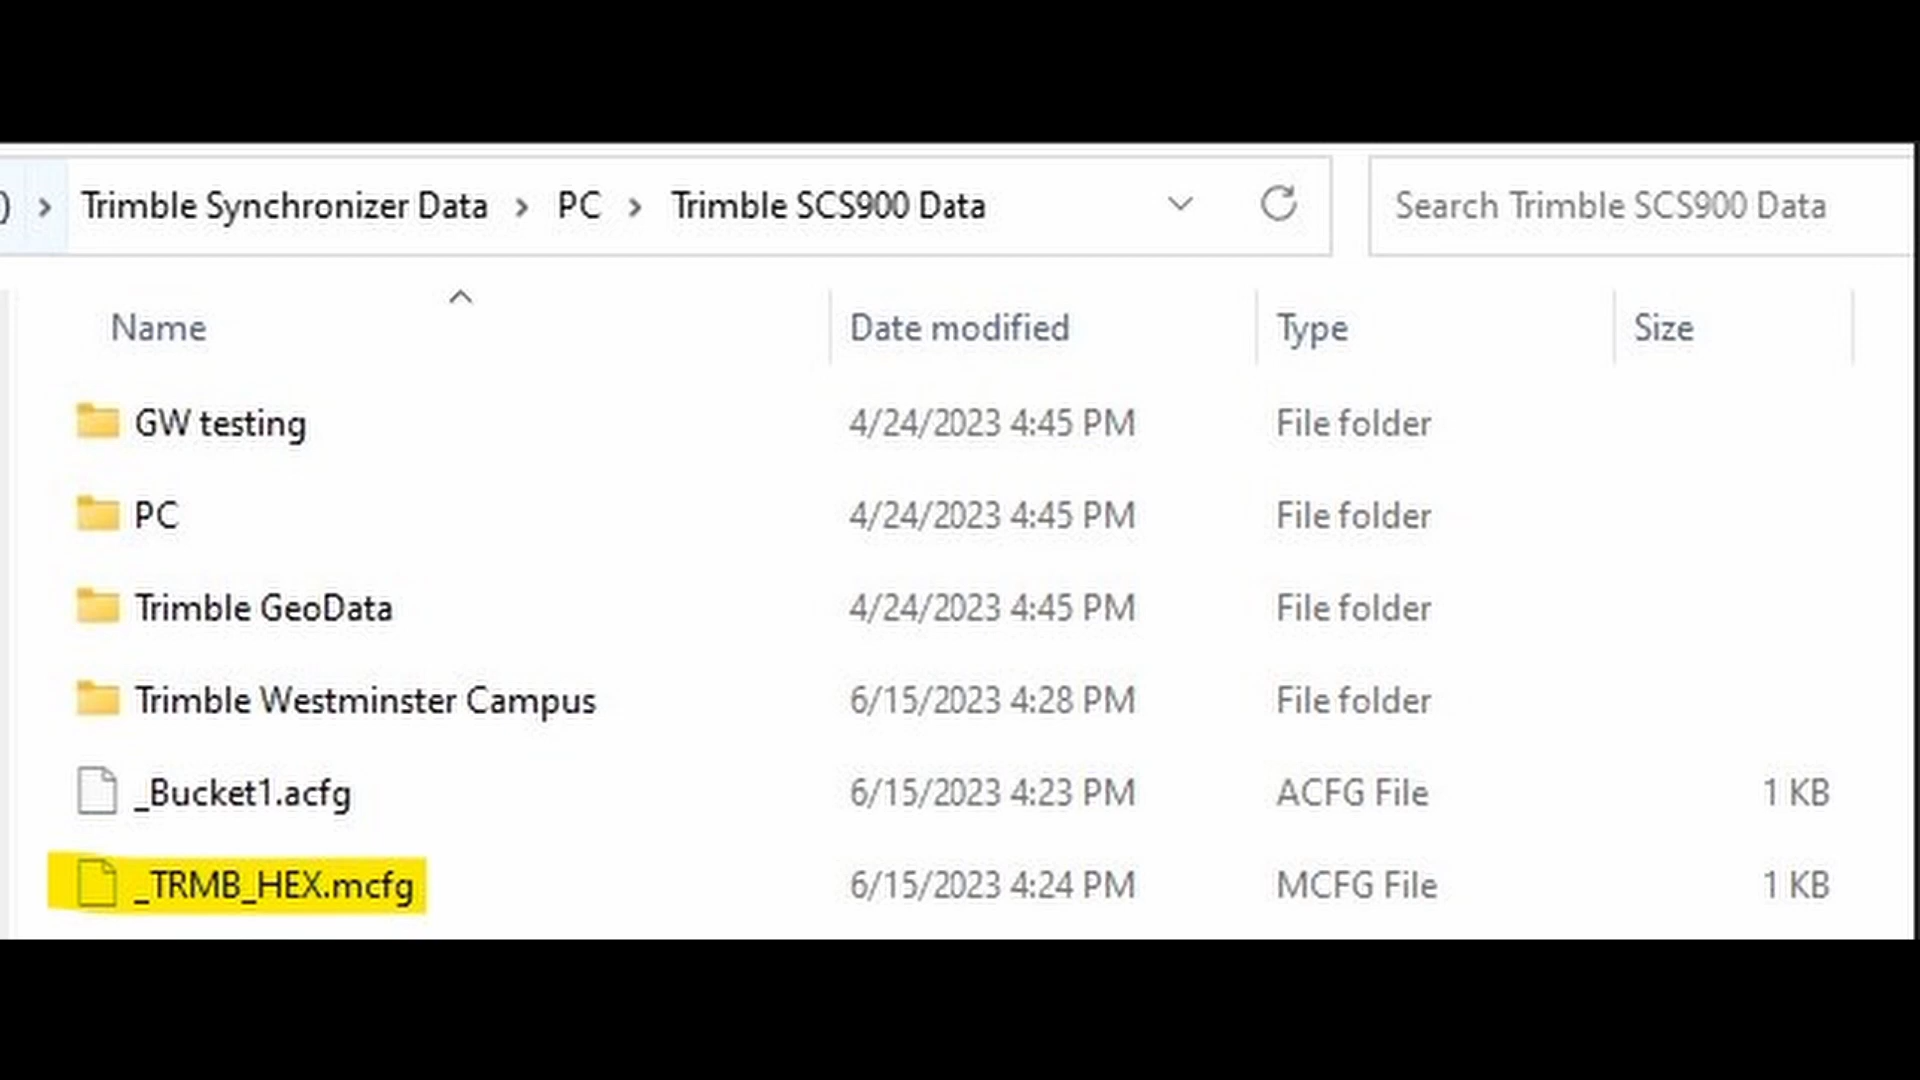 ) > Trimble Synchronizer Data > PC > Trimble SCS900 Data
Search Trimble SCS900 Data
Name Date modified Type Size
GW testing 4/24/2023 4:45 PM File folder
PC 4/24/2023 4:45 PM File folder
Trimble GeoData 4/24/2023 4:45 PM File folder
Trimble Westminster Campus 6/15/2023 4:28 PM File folder
_Bucket1.acfg 6/15/2023 4:23 PM ACFG File 1 KB
_TRMB_HEX.mcfg 6/15/2023 4:24 PM MCFG File 1 KB